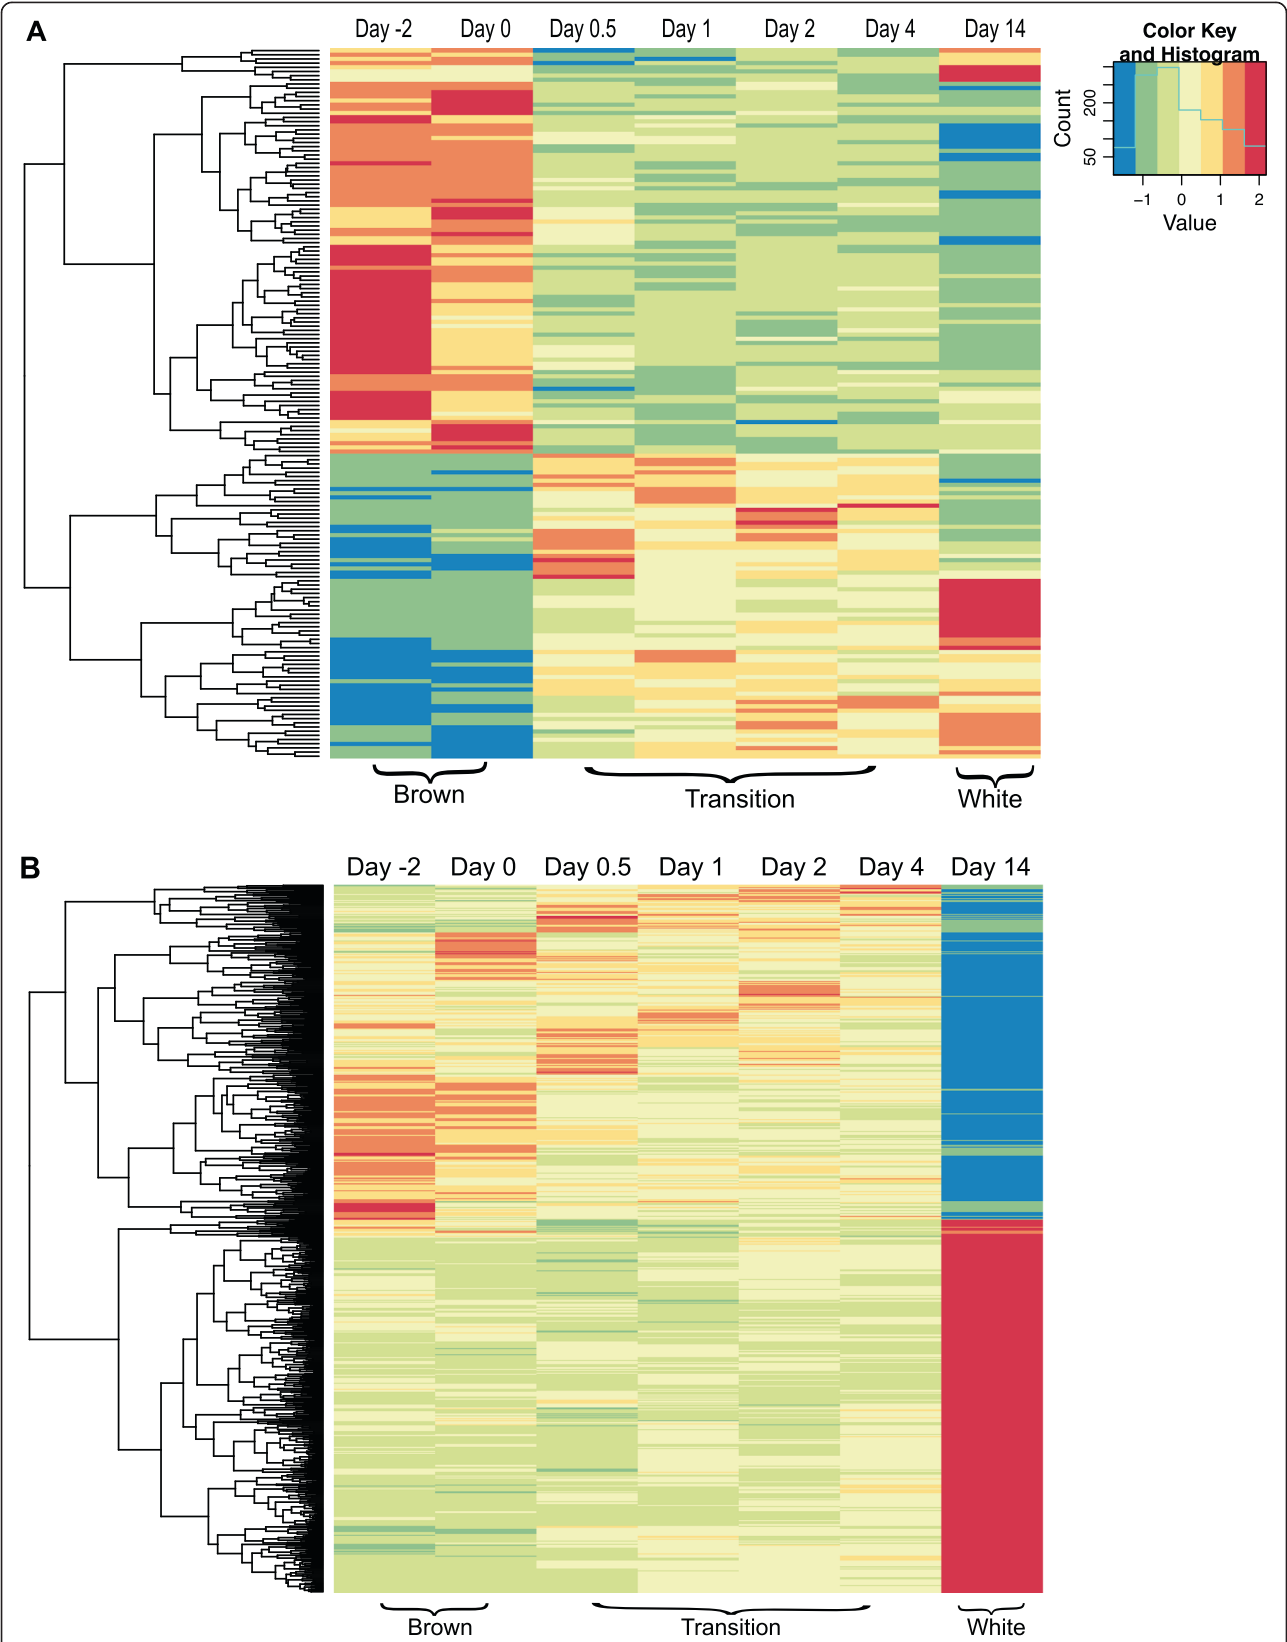 A
Day -2 Day 0 Day 0.5 Day 1 Day 2 Day 4 Day 14
Color Key
and Histogram
Count
50 200
-1 0 1 2
Value
Brown Transition White
B
Day -2 Day 0 Day 0.5 Day 1 Day 2 Day 4 Day 14
Brown Transition White